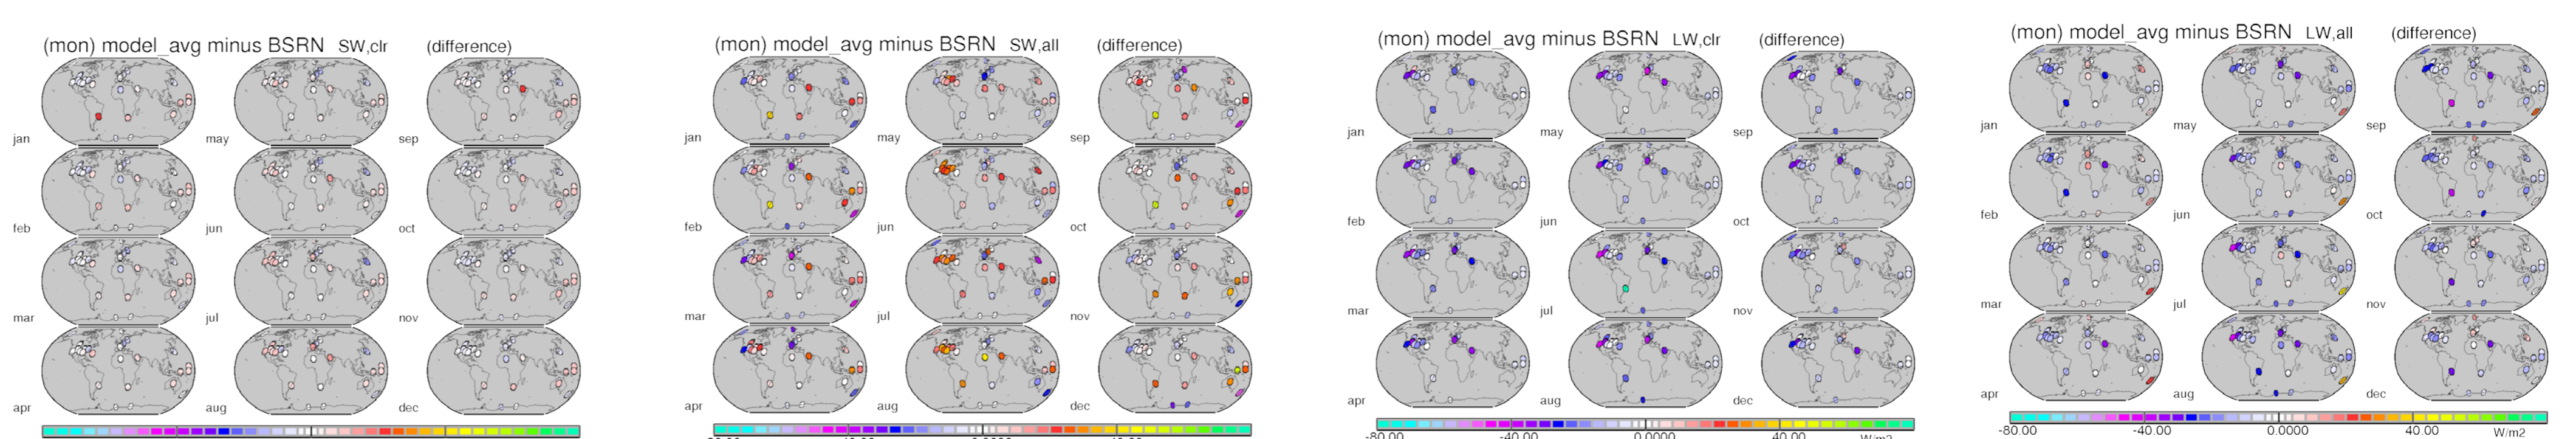 (mon) model_avg minus BSRN SW,clr (difference)
jan may sep
feb jun oct
mar jul nov
apr aug dec
(mon) model_avg minus BSRN SW,all (difference)
jan may sep
feb jun oct
mar jul nov
apr aug dec
(mon) model_avg minus BSRN LW,clr (difference)
jan may sep
feb jun oct
mar jul nov
apr aug dec
-80.00 -40.00 0.0000 40.00 W/m2
(mon) model_avg minus BSRN LW,all (difference)
jan may sep
feb jun oct
mar jul nov
apr aug dec
-80.00 -40.00 0.0000 40.00 W/m2